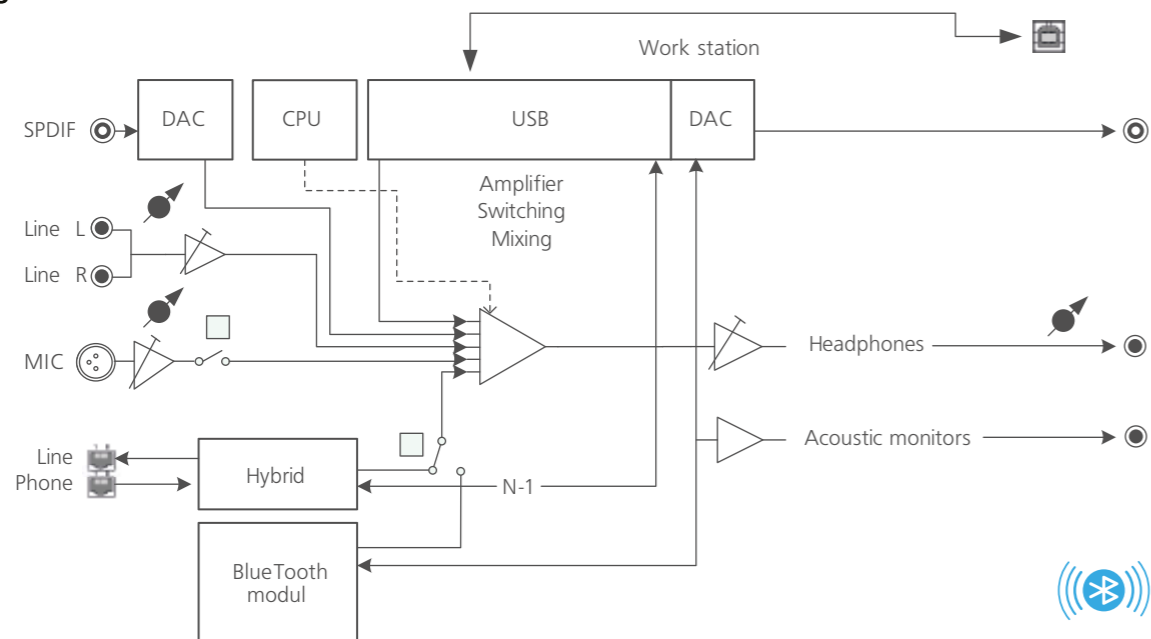 Work station
SPDIF
DAC
CPU
USB
DAC
Amplifier
Switching
Mixing
Line L
Line R
MIC
Headphones
Acoustic monitors
Line
Phone
Hybrid
N-1
BlueTooth
modul